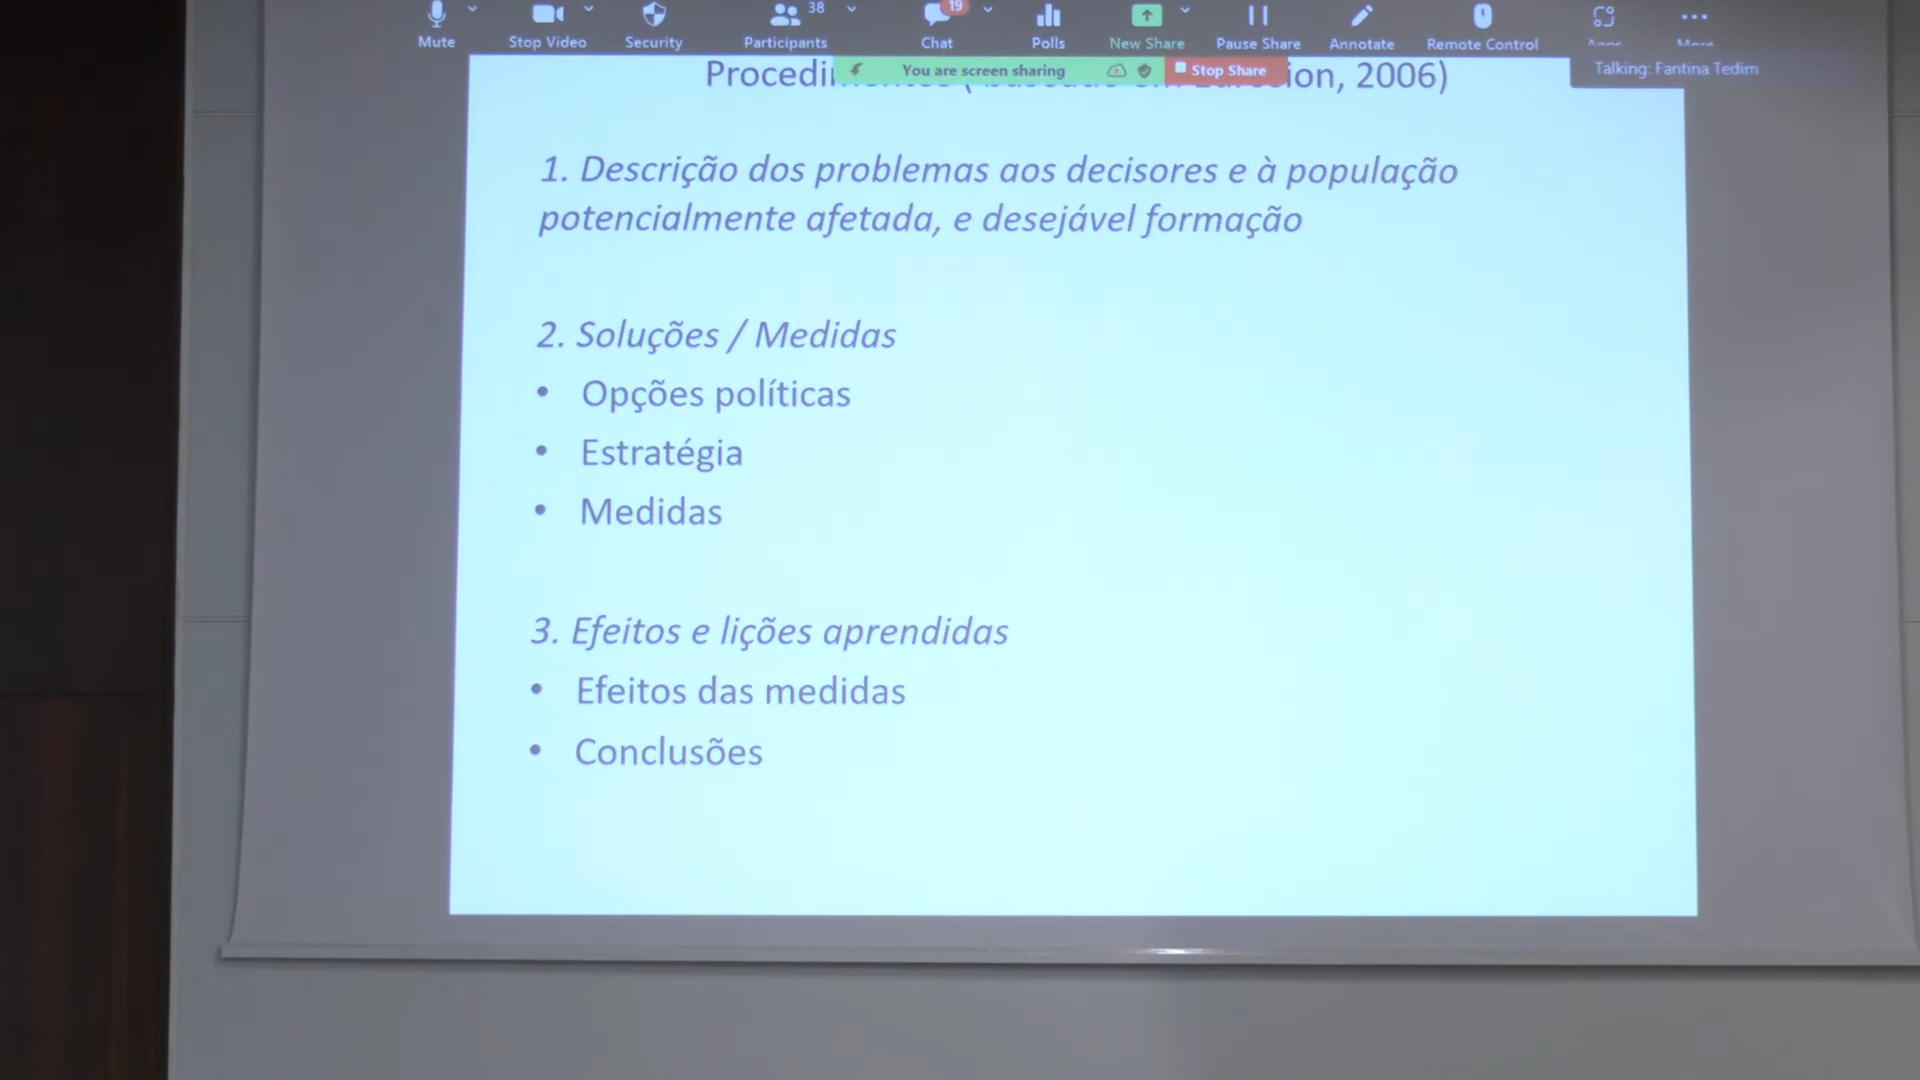 38
19
Mute
Stop Video
Security
Participants
Chat
Polls
New Share
Pause Share
Annotate
Remote Control
You are screen sharing
Stop Share
Talking: Fantina Tedim
2006)
1. Descrição dos problemas aos decisores e à população
potencialmente afetada, e desejável formação
2. Soluções / Medidas
• Opções políticas
• Estratégia
• Medidas
3. Efeitos e lições aprendidas
• Efeitos das medidas
• Conclusões